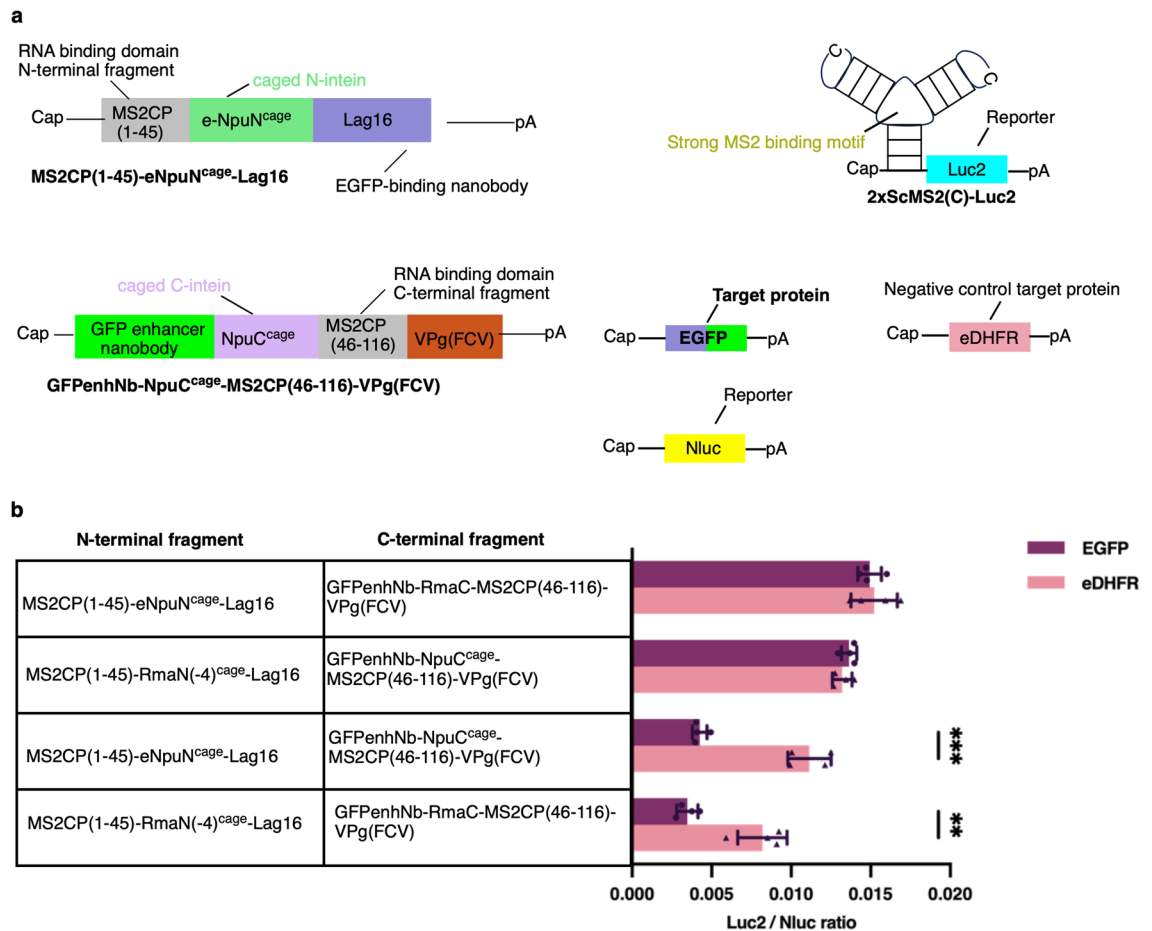 a
RNA binding domain
N-terminal fragment
caged N-intein
Cap
MS2CP
(1-45)
e-NpuNcage
Lag16
pA
MS2CP(1-45)-eNpuNcage-Lag16
EGFP-binding nanobody
C
C
Strong MS2 binding motif
Reporter
Cap
Luc2
pA
2xScMS2(C)-Luc2
caged C-intein
RNA binding domain
C-terminal fragment
Cap
GFP enhancer
nanobody
NpuCcage
MS2CP
(46-116)
VPg(FCV)
pA
GFPenhNb-NpuCcage-MS2CP(46-116)-VPg(FCV)
Target protein
Cap
EGFP
pA
Negative control target protein
Cap
eDHFR
pA
Reporter
Cap
Nluc
pA
b
N-terminal fragment
C-terminal fragment
MS2CP(1-45)-eNpuNcage-Lag16
GFPenhNb-RmaC-MS2CP(46-116)-
VPg(FCV)
MS2CP(1-45)-RmaN(-4)cage-Lag16
GFPenhNb-NpuCcage-
MS2CP(46-116)-VPg(FCV)
MS2CP(1-45)-eNpuNcage-Lag16
GFPenhNb-NpuCcage-
MS2CP(46-116)-VPg(FCV)
***
MS2CP(1-45)-RmaN(-4)cage-Lag16
GFPenhNb-RmaC-MS2CP(46-116)-
VPg(FCV)
**
EGFP
eDHFR
0.000 0.005 0.010 0.015 0.020
Luc2 / Nluc ratio